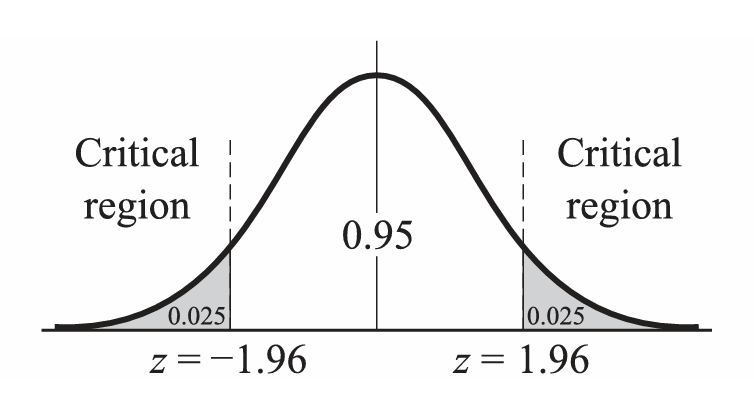 Critical
region
Critical
region
0.95
0.025
0.025
z = −1.96
z = 1.96